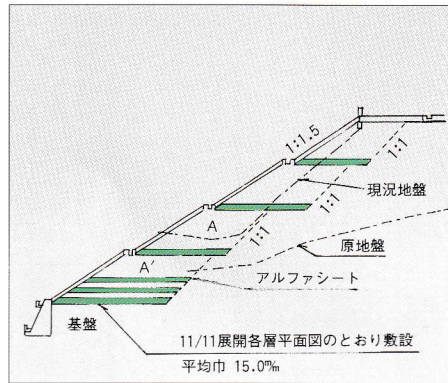 1:1.5
1:1
現況地盤
1:1
A
1:1
原地盤
A'
アルファシート
基盤
11/11展開各層平面図のとおり敷設
平均巾 15.0m/m